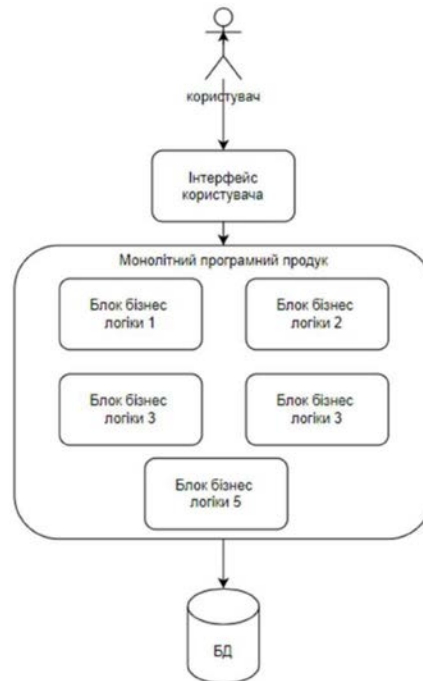 користувач
Інтерфейс
користувача
Монолітний програмний продукт
Блок бізнес
логіки 1
Блок бізнес
логіки 2
Блок бізнес
логіки 3
Блок бізнес
логіки 3
Блок бізнес
логіки 5
БД